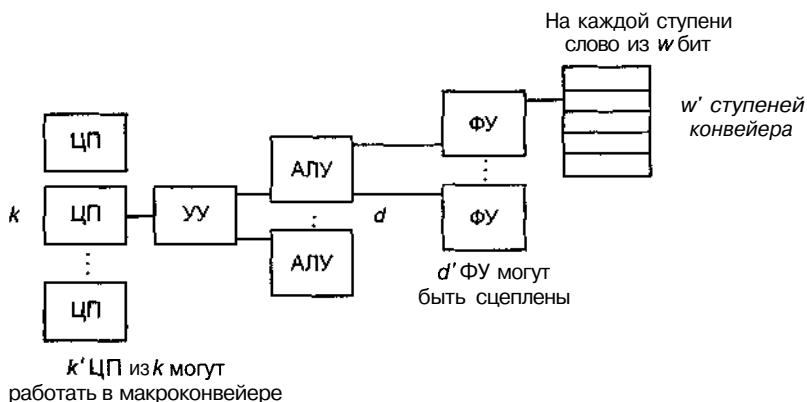 На каждой ступени
слово из w бит
w' ступеней
конвейера
ЦП
ФУ
АЛУ
k
ЦП
УУ
d
ФУ
АЛУ
d' ФУ могут
быть сцеплены
ЦП
k' ЦП из k могут
работать в макроконвейере